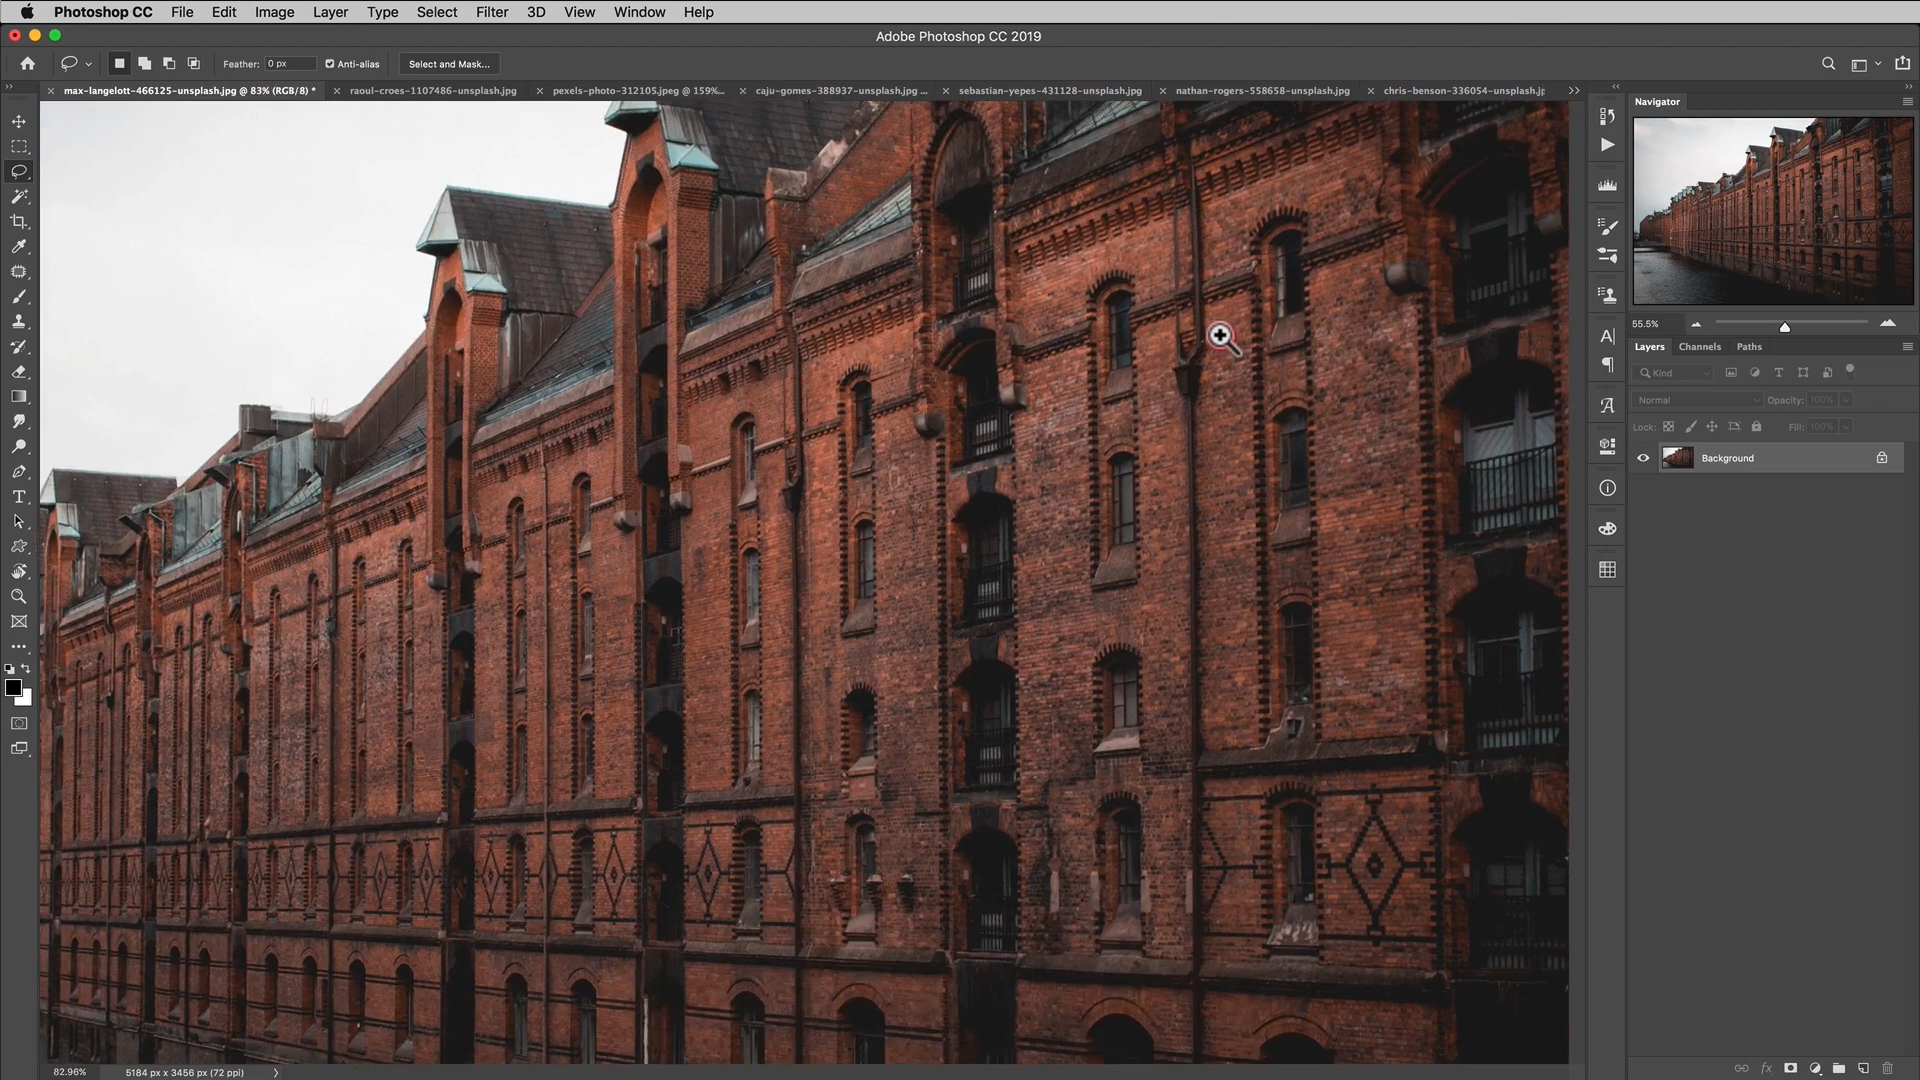 Photoshop CC File Edit Image Layer Type Select Filter 3D View Window Help
Adobe Photoshop CC 2019
Feather: 0 px Anti-alias Select and Mask...
max-langelott-466125-unsplash.jpg @ 83% (RGB/8) * raoul-croes-1107486-unsplash.jpg pexels-photo-312105.jpeg @ 159%... caju-gomes-388937-unsplash.jpg ... sebastian-yepes-431128-unsplash.jpg nathan-rogers-558658-unsplash.jpg chris-benson-336054-unsplash.jp
Navigator
55.5%
Layers Channels Paths
Kind
Normal Opacity: 100%
Lock: Fill: 100%
Background
82.96% 5184 px x 3456 px (72 ppi)